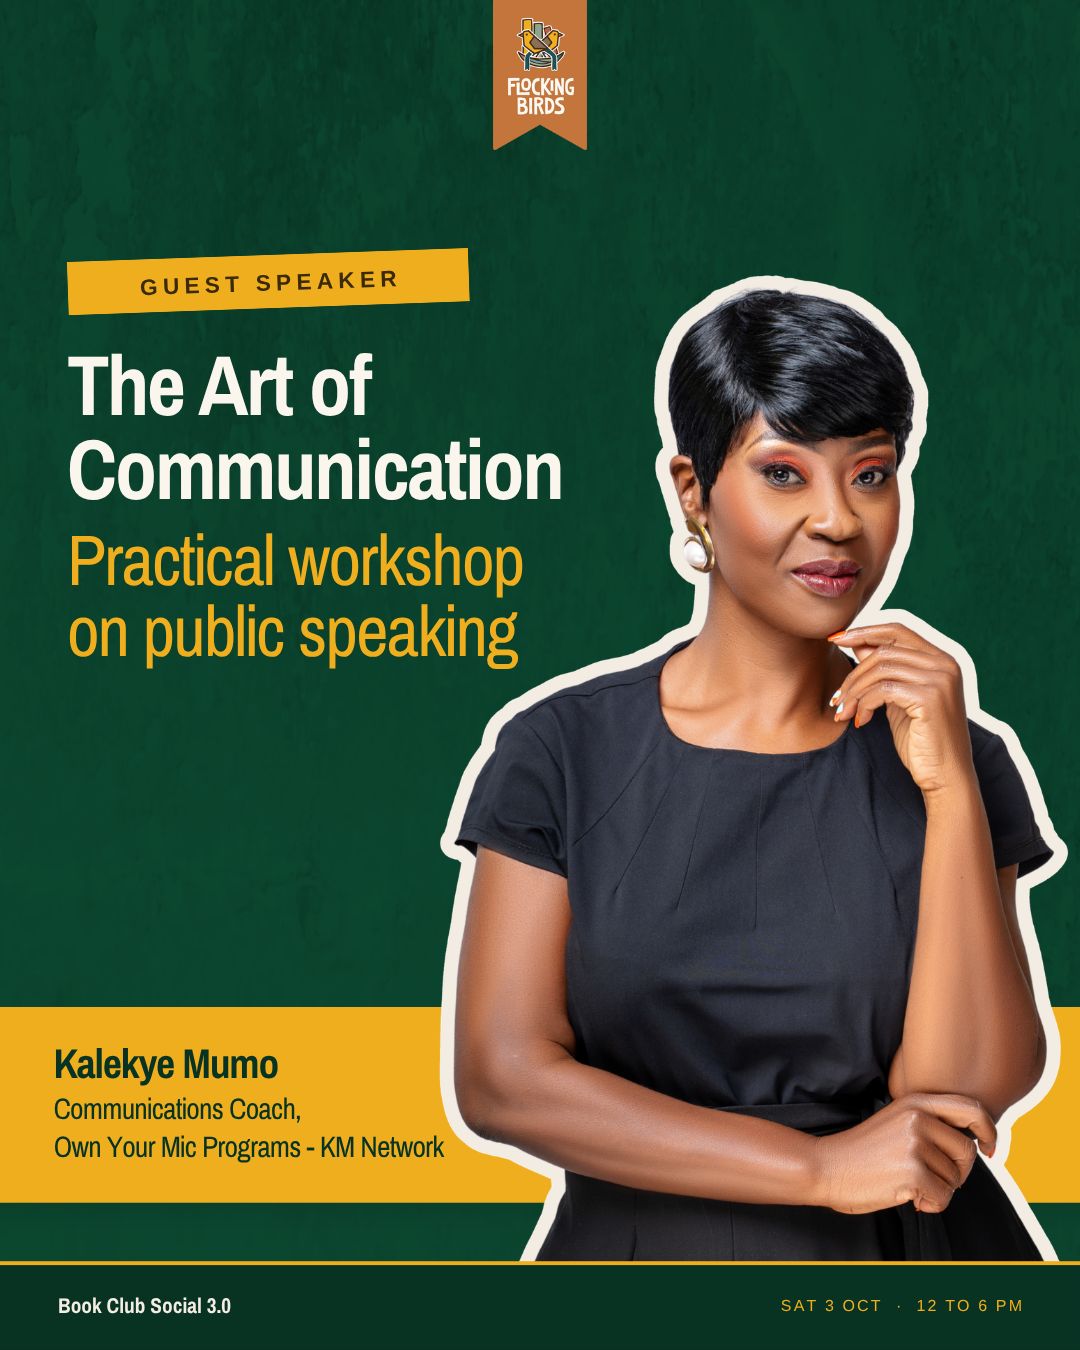 FLOCKING
BIRDS
GUEST SPEAKER
The Art of
Communication
Practical workshop
on public speaking
Kalekye Mumo
Communications Coach,
Own Your Mic Programs - KM Network
Book Club Social 3.0
SAT 3 OCT · 12 TO 6 PM